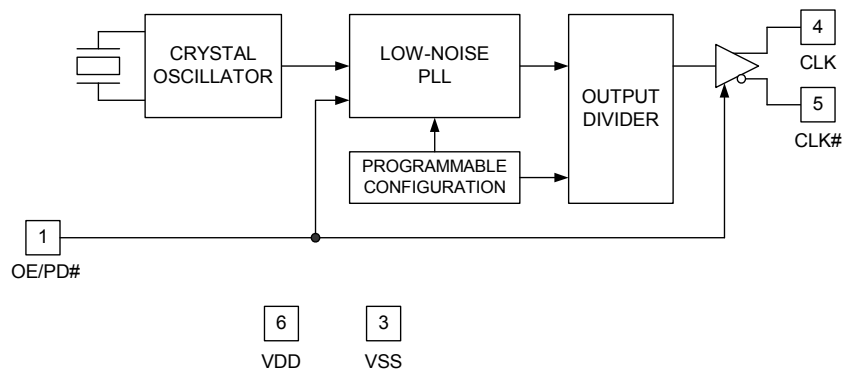 4
CLK
CRYSTAL
OSCILLATOR
LOW-NOISE
PLL
OUTPUT
DIVIDER
5
CLK#
PROGRAMMABLE
CONFIGURATION
1
OE/PD#
6
VDD
3
VSS